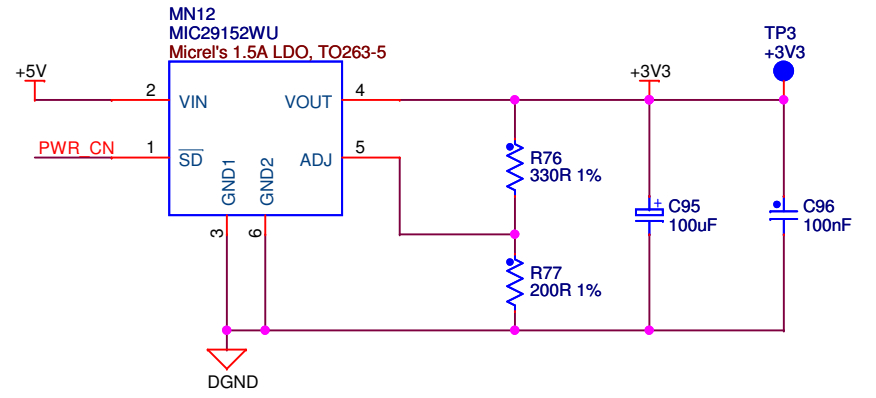 MN12
MIC29152WU
Micrel's 1.5A LDO, TO263-5
TP3
+3V3
+5V
+3V3
2
VIN
VOUT
4
PWR_CN
1
SD
ADJ
5
GND1
GND2
3
6
R76
330R 1%
C95
100uF
C96
100nF
R77
200R 1%
DGND